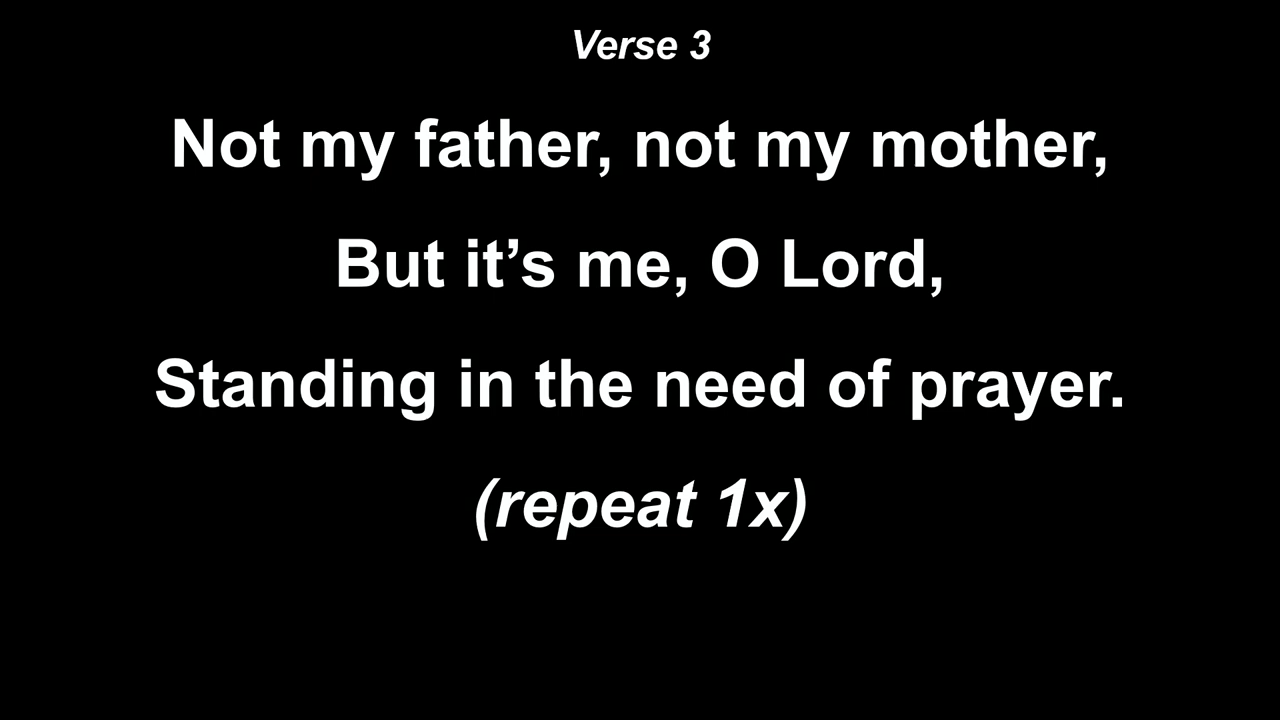 Verse 3
Not my father, not my mother,
But it’s me, O Lord,
Standing in the need of prayer.
(repeat 1x)